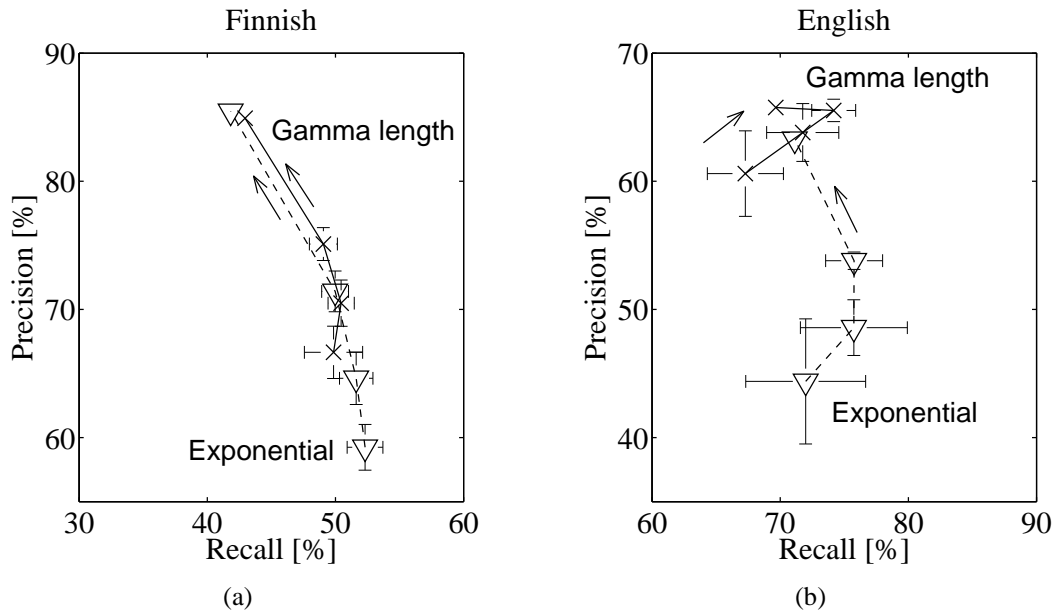 Finnish
90
80
70
60
30
40
50
60
Precision [%]
Recall [%]
Gamma length
Exponential
(a)
English
70
60
50
40
60
70
80
90
Precision [%]
Recall [%]
Gamma length
Exponential
(b)